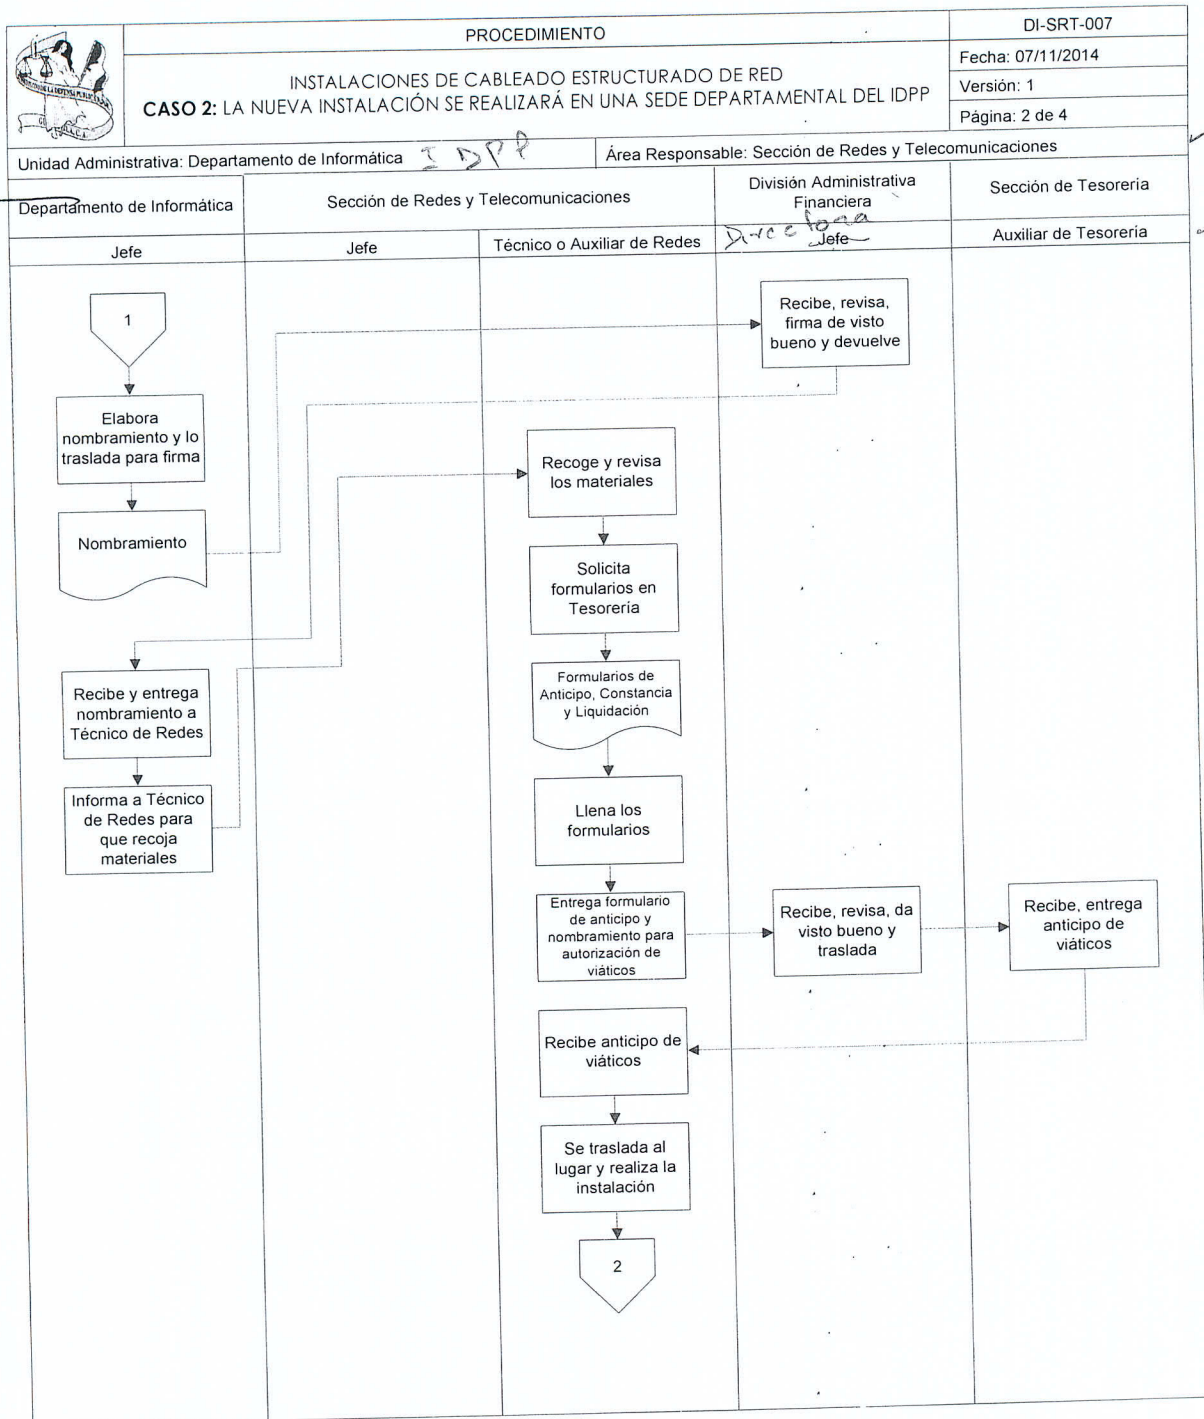 PROCEDIMIENTO
DI-SRT-007
INSTALACIONES DE CABLEADO ESTRUCTURADO DE RED
CASO 2: LA NUEVA INSTALACIÓN SE REALIZARÁ EN UNA SEDE DEPARTAMENTAL DEL IDPP
Fecha: 07/11/2014
Versión: 1
Página: 2 de 4
Unidad Administrativa: Departamento de Informática IDPP
Área Responsable: Sección de Redes y Telecomunicaciones
Departamento de Informática
Sección de Redes y Telecomunicaciones
División Administrativa
Financiera
Sección de Tesorería
Jefe
Jefe
Técnico o Auxiliar de Redes
Directora
Jefe
Auxiliar de Tesorería
1
Recibe, revisa,
firma de visto
bueno y devuelve
Elabora
nombramiento y lo
traslada para firma
Nombramiento
Recoge y revisa
los materiales
Solicita
formularios en
Tesorería
Formularios de
Anticipo, Constancia
y Liquidación
Recibe y entrega
nombramiento a
Técnico de Redes
Informa a Técnico
de Redes para
que recoja
materiales
Llena los
formularios
Entrega formulario
de anticipo y
nombramiento para
autorización de
viáticos
Recibe, revisa, da
visto bueno y
traslada
Recibe, entrega
anticipo de
viáticos
Recibe anticipo de
viáticos
Se traslada al
lugar y realiza la
instalación
2